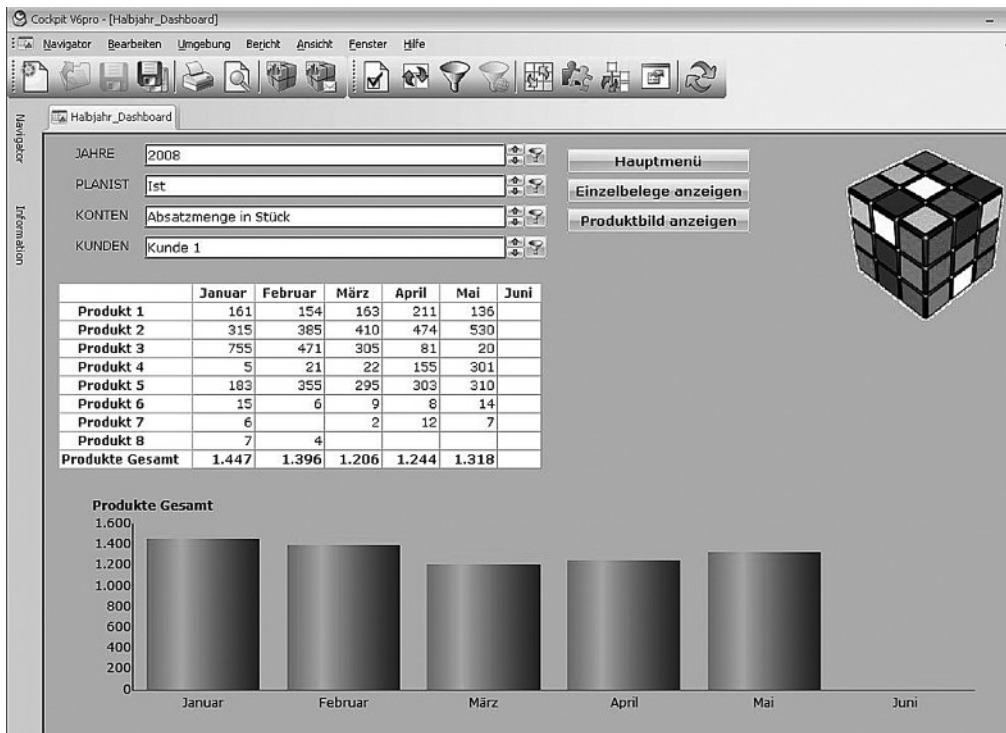 Cockpit V6pro - [Halbjahr_Dashboard]
Navigator Bearbeiten Umgebung Bericht Ansicht Fenster Hilfe
Halbjahr_Dashboard
Navigator
Information
JAHRE 2008
PLANIST Ist
KONTEN Absatzmenge in Stück
KUNDEN Kunde 1
Hauptmenü
Einzelbelege anzeigen
Produktbild anzeigen
Januar Februar März April Mai Juni
Produkt 1 161 154 163 211 136
Produkt 2 315 385 410 474 530
Produkt 3 755 471 305 81 20
Produkt 4 5 21 22 155 301
Produkt 5 183 355 295 303 310
Produkt 6 15 6 9 8 14
Produkt 7 6 2 12 7
Produkt 8 7 4
Produkte Gesamt 1.447 1.396 1.206 1.244 1.318
Produkte Gesamt
1.600
1.400
1.200
1.000
800
600
400
200
0
Januar Februar März April Mai Juni